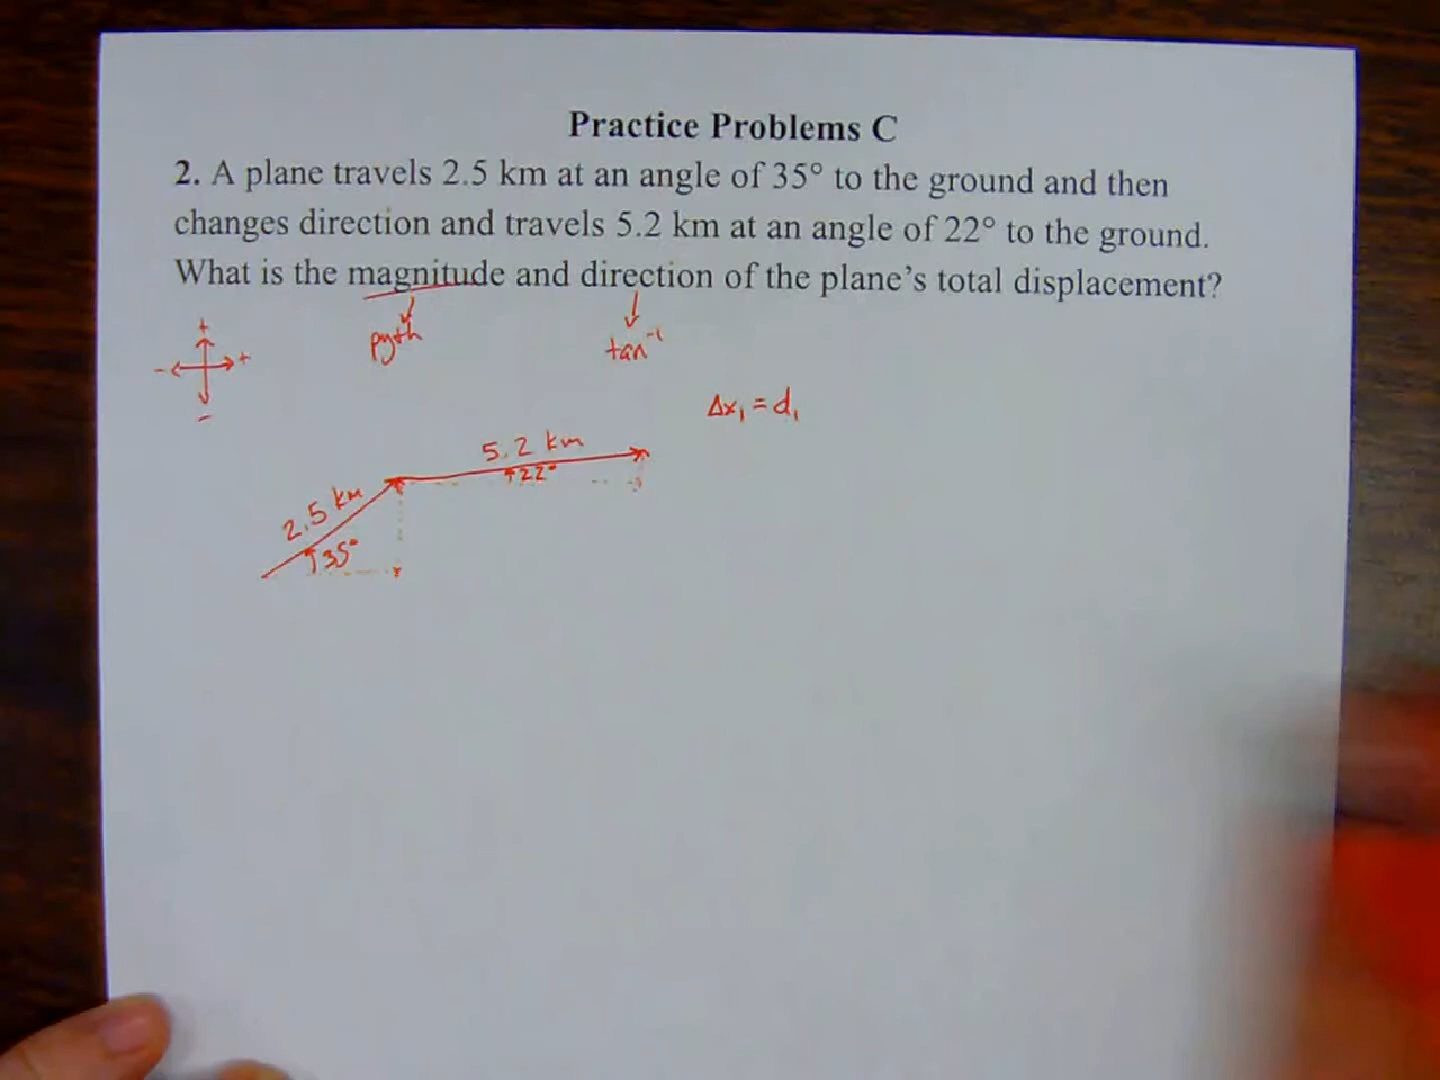 Practice Problems C
2. A plane travels 2.5 km at an angle of 35° to the ground and then
changes direction and travels 5.2 km at an angle of 22° to the ground.
What is the magnitude and direction of the plane's total displacement?
+
- +
-
pyth
tan⁻¹
Δx₁ = d₁
5.2 km
22°
2.5 km
35°